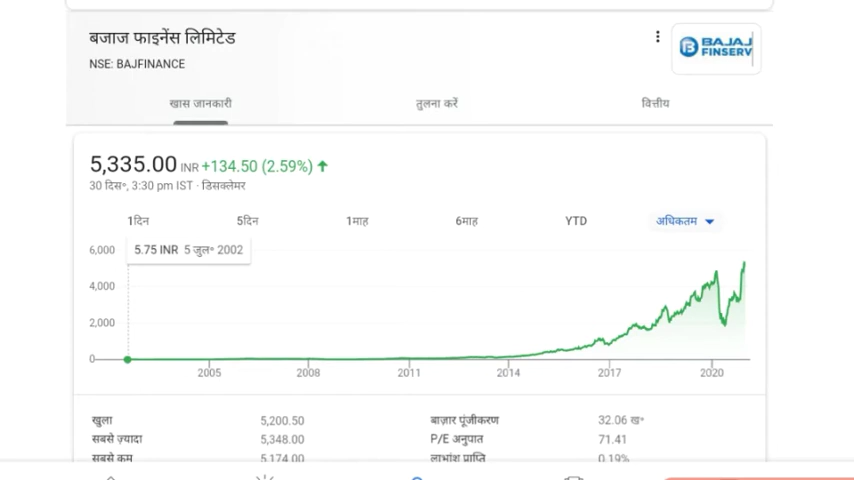 बजाज फाइनेंस लिमिटेड
NSE: BAJFINANCE
BAJAJ
FINSERV
खास जानकारी
तुलना करें
वित्तीय
5,335.00 INR +134.50 (2.59%)
30 दिस॰, 3:30 pm IST · डिसक्लेमर
1दिन
5दिन
1माह
6माह
YTD
अधिकतम
5.75 INR 5 जुल॰ 2002
6,000
4,000
2,000
0
2005
2008
2011
2014
2017
2020
खुला 5,200.50
सबसे ज़्यादा 5,348.00
सबसे कम 5,174.00
बाज़ार पूंजीकरण 32.06 ख॰
P/E अनुपात 71.41
लाभांश प्राप्ति 0.19%